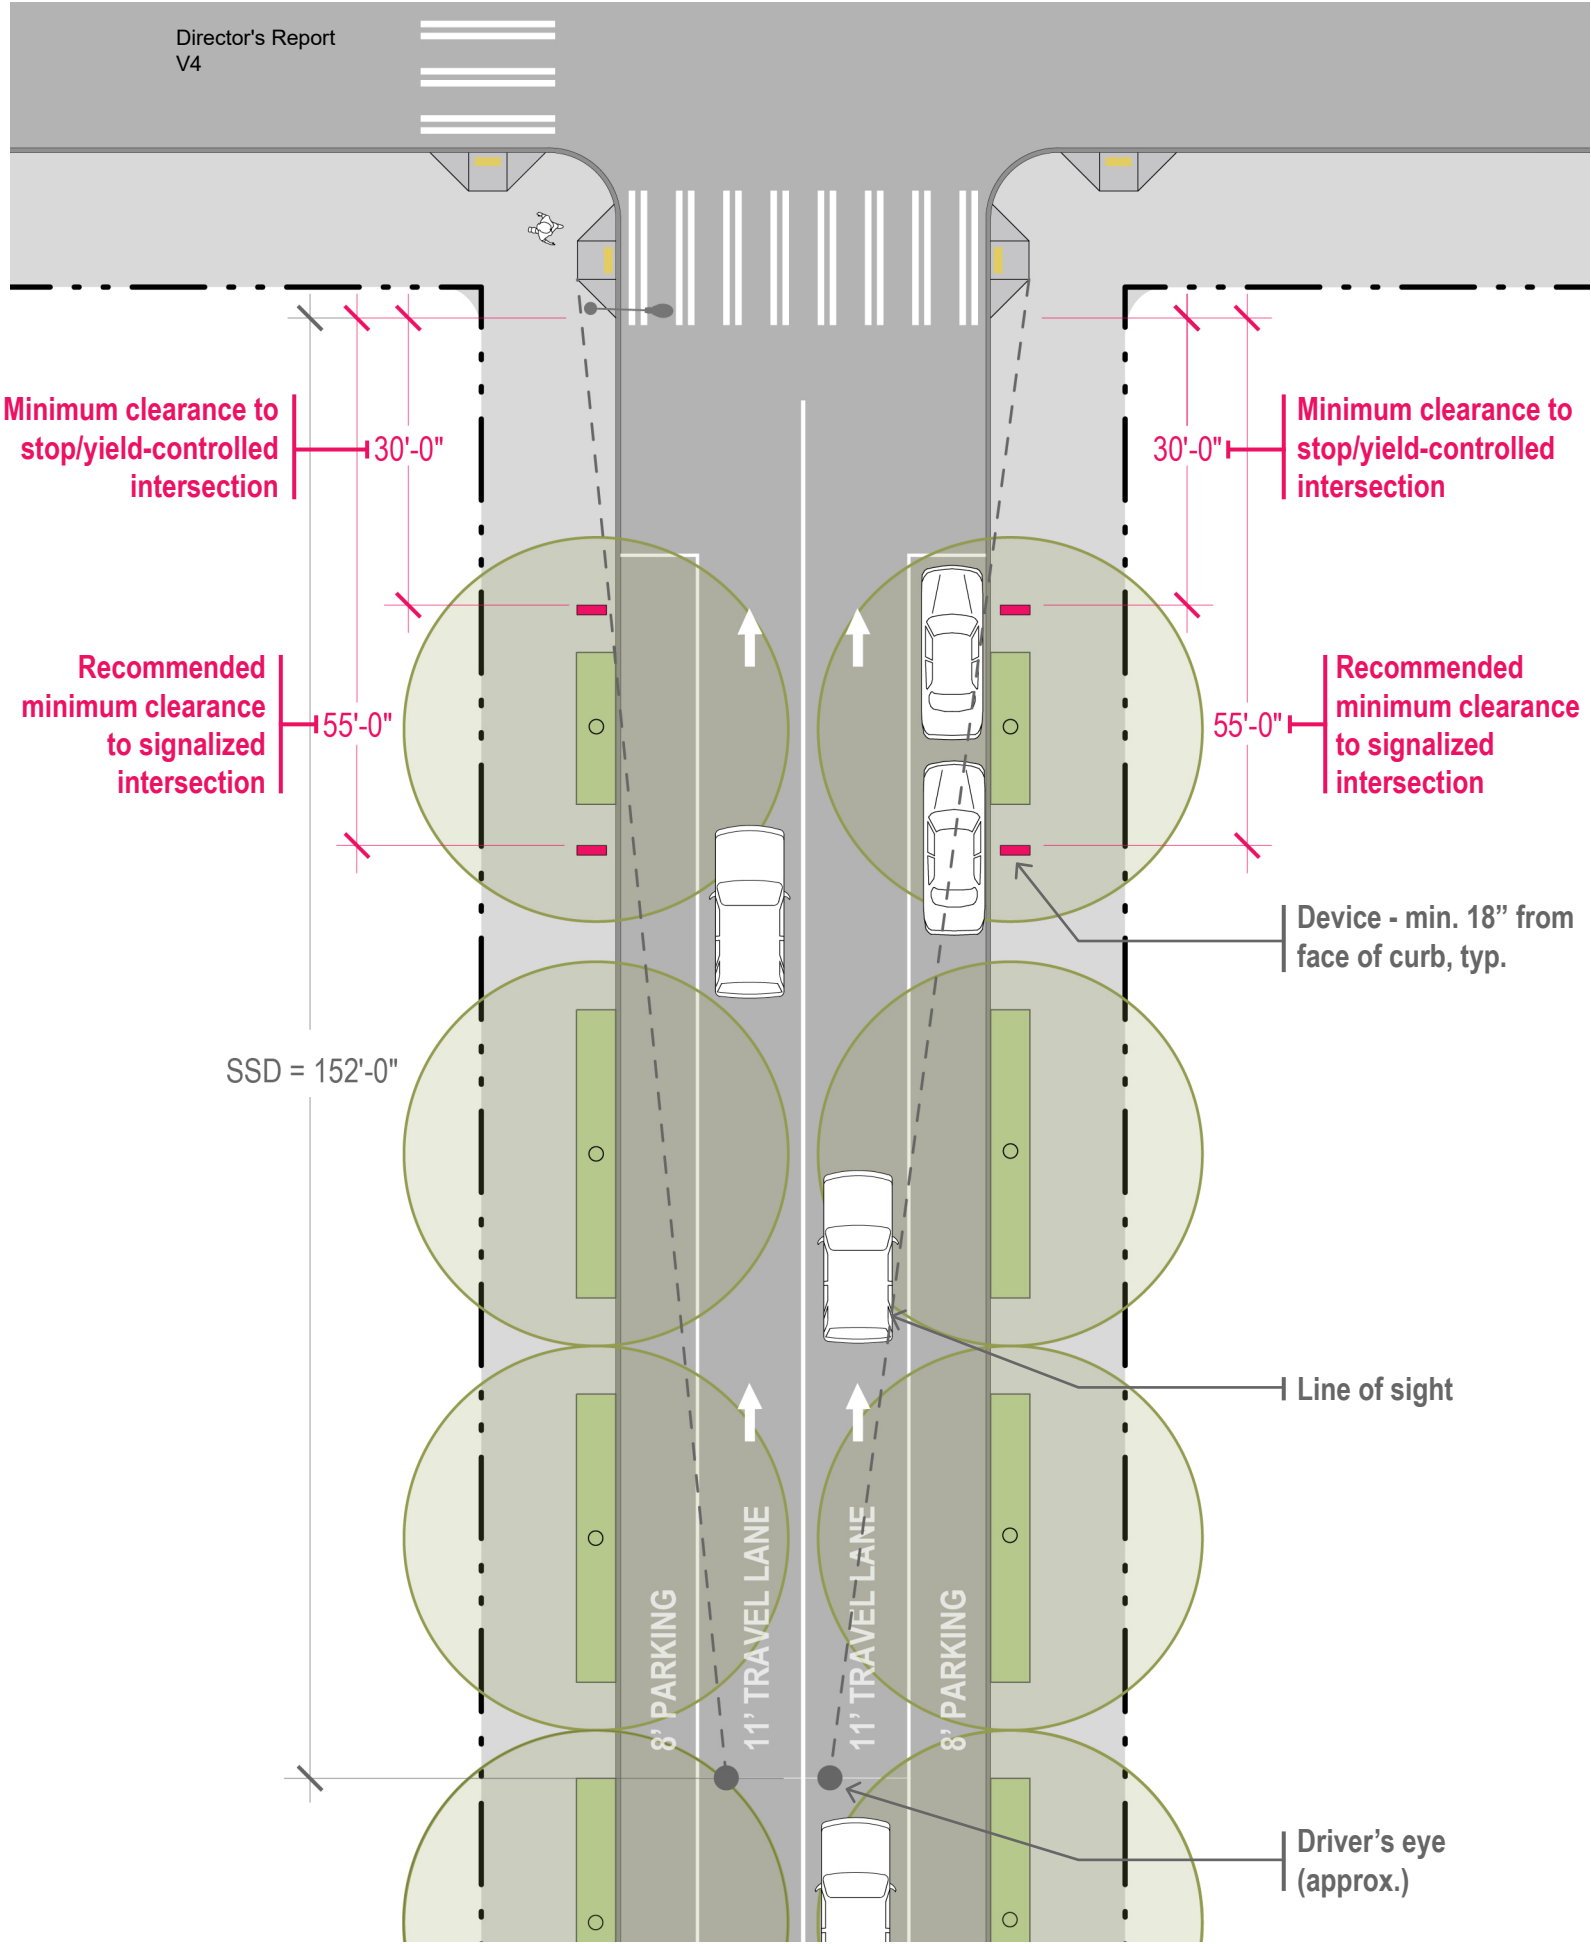 Director's Report
V4
Minimum clearance to
stop/yield-controlled
intersection
30'-0"
30'-0"
Minimum clearance to
stop/yield-controlled
intersection
Recommended
minimum clearance
to signalized
intersection
55'-0"
55'-0"
Recommended
minimum clearance
to signalized
intersection
Device - min. 18” from
face of curb, typ.
SSD = 152'-0"
Line of sight
8’ PARKING
11’ TRAVEL LANE
11’ TRAVEL LANE
8’ PARKING
Driver’s eye
(approx.)